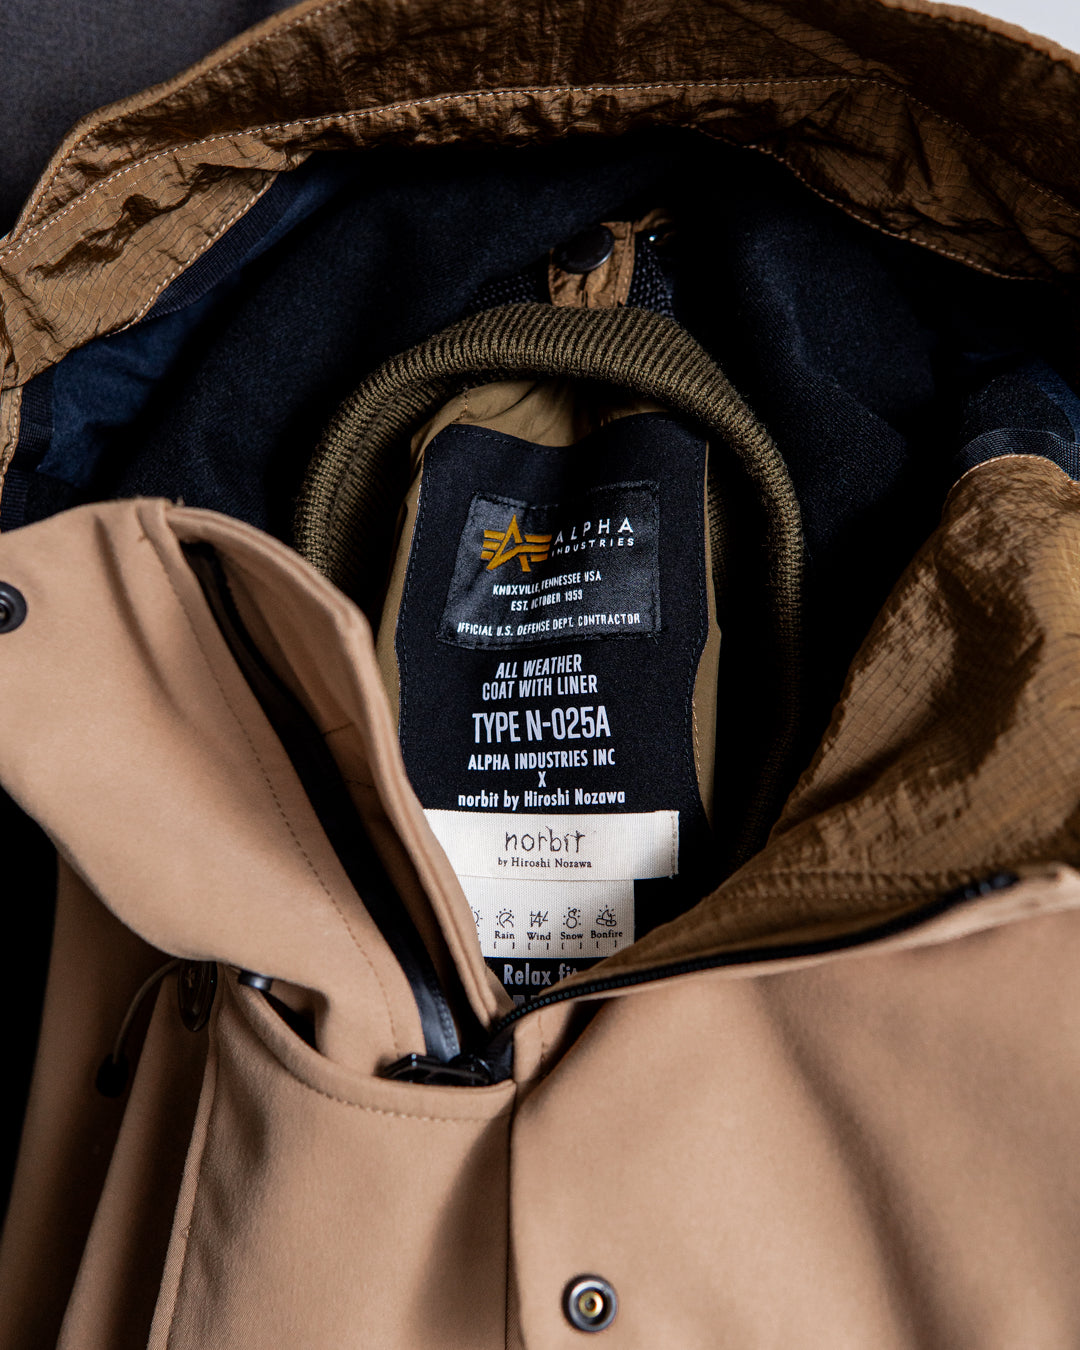 ALPHA
INDUSTRIES
KNOXVILLE, TENNESSEE USA
EST. OCTOBER 1959
OFFICIAL U.S. DEFENSE DEPT. CONTRACTOR
ALL WEATHER
COAT WITH LINER
TYPE N-025A
ALPHA INDUSTRIES INC
X
norbit by Hiroshi Nozawa
norbit
by Hiroshi Nozawa
Rain Wind Snow Bonfire
Relax